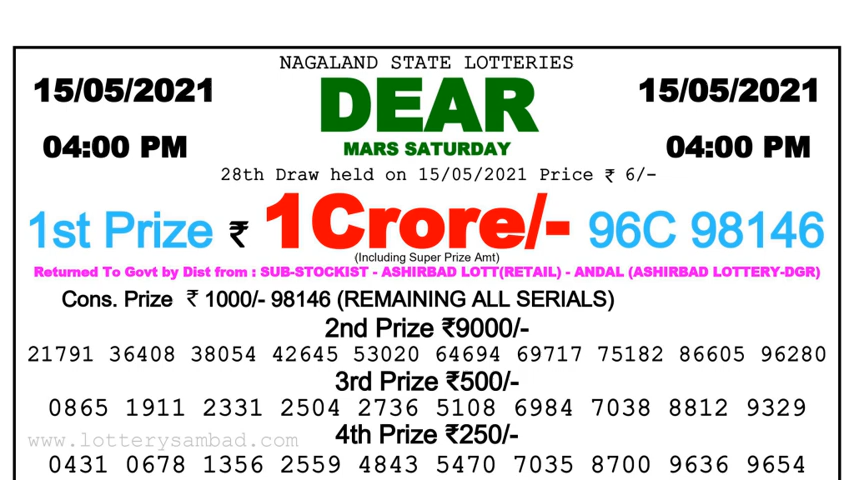 NAGALAND STATE LOTTERIES
15/05/2021 DEAR 15/05/2021
04:00 PM MARS SATURDAY 04:00 PM
28th Draw held on 15/05/2021 Price ₹ 6/-
1st Prize ₹ 1Crore/- 96C 98146
(Including Super Prize Amt)
Returned To Govt by Dist from : SUB-STOCKIST - ASHIRBAD LOTT(RETAIL) - ANDAL (ASHIRBAD LOTTERY-DGR)
Cons. Prize ₹ 1000/- 98146 (REMAINING ALL SERIALS)
2nd Prize ₹9000/-
21791 36408 38054 42645 53020 64694 69717 75182 86605 96280
3rd Prize ₹500/-
0865 1911 2331 2504 2736 5108 6984 7038 8812 9329
www.lotterysambad.com 4th Prize ₹250/-
0431 0678 1356 2559 4843 5470 7035 8700 9636 9654